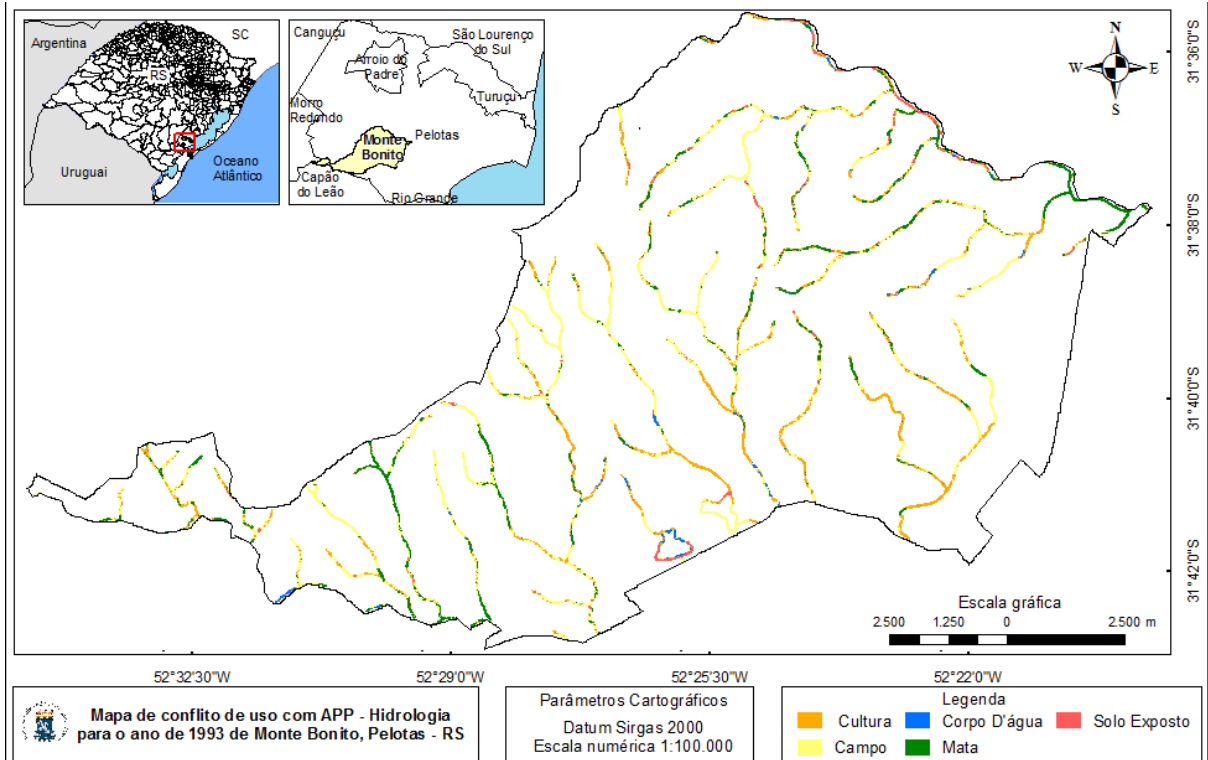 Argentina
SC
RS
Uruguai
Oceano
Atlântico
Canguçu
São Lourenço
do Sul
Arroio do
Padre
Turuçu
Morro
Redondo
Monte
Bonito
Pelotas
Capão
do Leão
Rio Grande
N
W
E
S
31°36'0"S
31°38'0"S
31°40'0"S
31°42'0"S
Escala gráfica
2.500 1.250 0 2.500 m
52°32'30"W 52°29'0"W 52°25'30"W 52°22'0"W
Mapa de conflito de uso com APP - Hidrologia
para o ano de 1993 de Monte Bonito, Pelotas - RS
Parâmetros Cartográficos
Datum Sirgas 2000
Escala numérica 1:100.000
Legenda
Cultura Corpo D'água Solo Exposto
Campo Mata